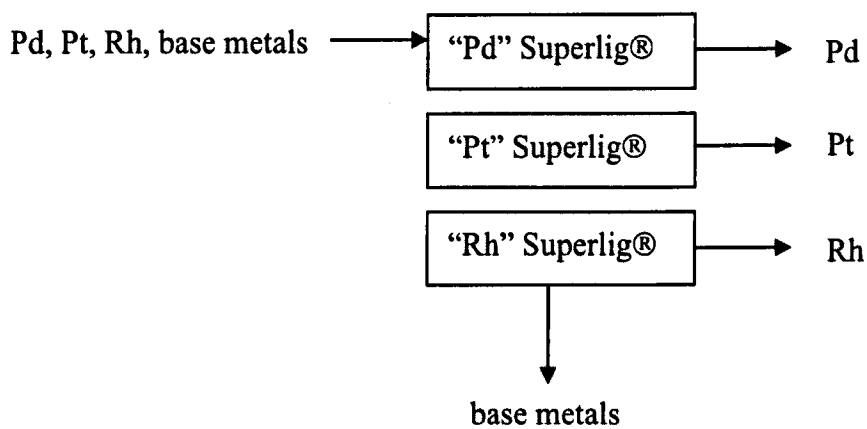 Pd, Pt, Rh, base metals
“Pd” Superlig®
Pd
“Pt” Superlig®
Pt
“Rh” Superlig®
Rh
base metals